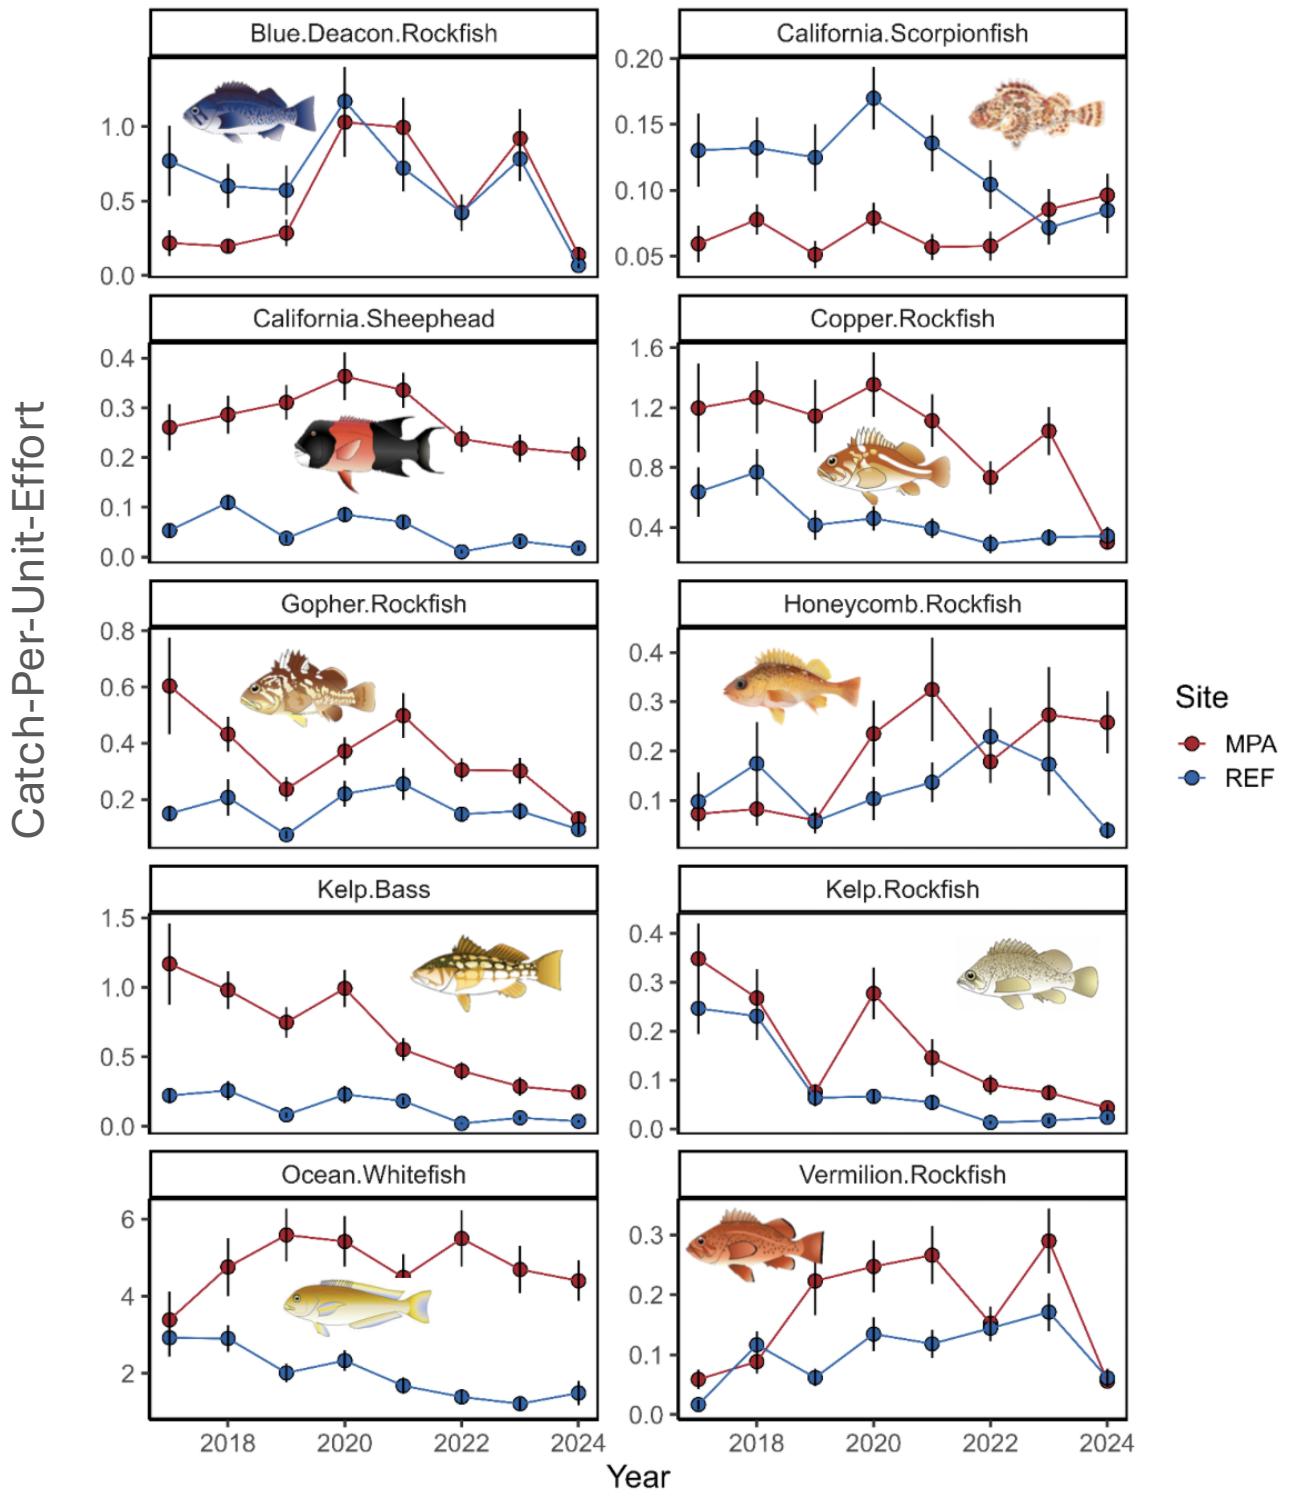 Catch-Per-Unit-Effort
Blue.Deacon.Rockfish
1.0
0.5
0.0
California.Scorpionfish
0.20
0.15
0.10
0.05
California.Sheephead
0.4
0.3
0.2
0.1
0.0
Copper.Rockfish
1.6
1.2
0.8
0.4
Gopher.Rockfish
0.8
0.6
0.4
0.2
Honeycomb.Rockfish
0.4
0.3
0.2
0.1
Kelp.Bass
1.5
1.0
0.5
0.0
Kelp.Rockfish
0.4
0.3
0.2
0.1
0.0
Ocean.Whitefish
6
4
2
2018 2020 2022 2024
Vermilion.Rockfish
0.3
0.2
0.1
0.0
2018 2020 2022 2024
Year
Site
MPA
REF